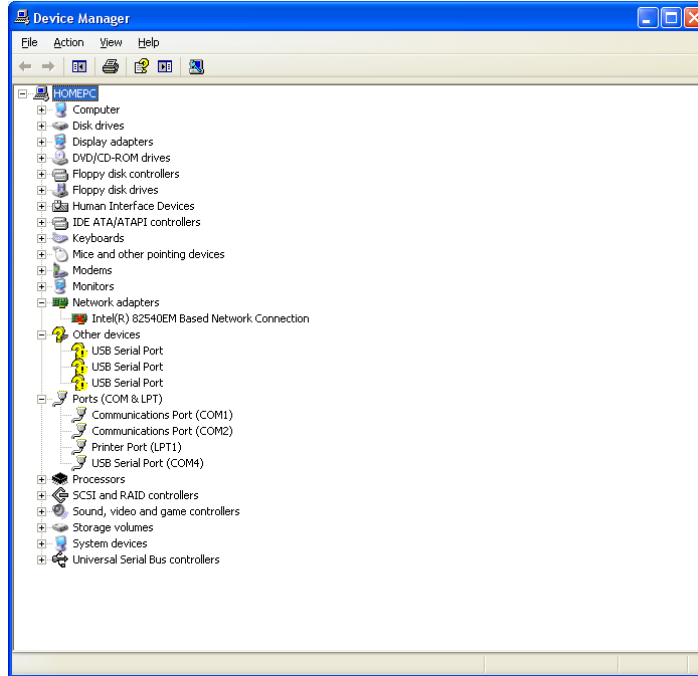 Device Manager
File Action View Help
HOMEPC
Computer
Disk drives
Display adapters
DVD/CD-ROM drives
Floppy disk controllers
Floppy disk drives
Human Interface Devices
IDE ATA/ATAPI controllers
Keyboards
Mice and other pointing devices
Modems
Monitors
Network adapters
Intel(R) 82540EM Based Network Connection
Other devices
USB Serial Port
USB Serial Port
USB Serial Port
Ports (COM & LPT)
Communications Port (COM1)
Communications Port (COM2)
Printer Port (LPT1)
USB Serial Port (COM4)
Processors
SCSI and RAID controllers
Sound, video and game controllers
Storage volumes
System devices
Universal Serial Bus controllers